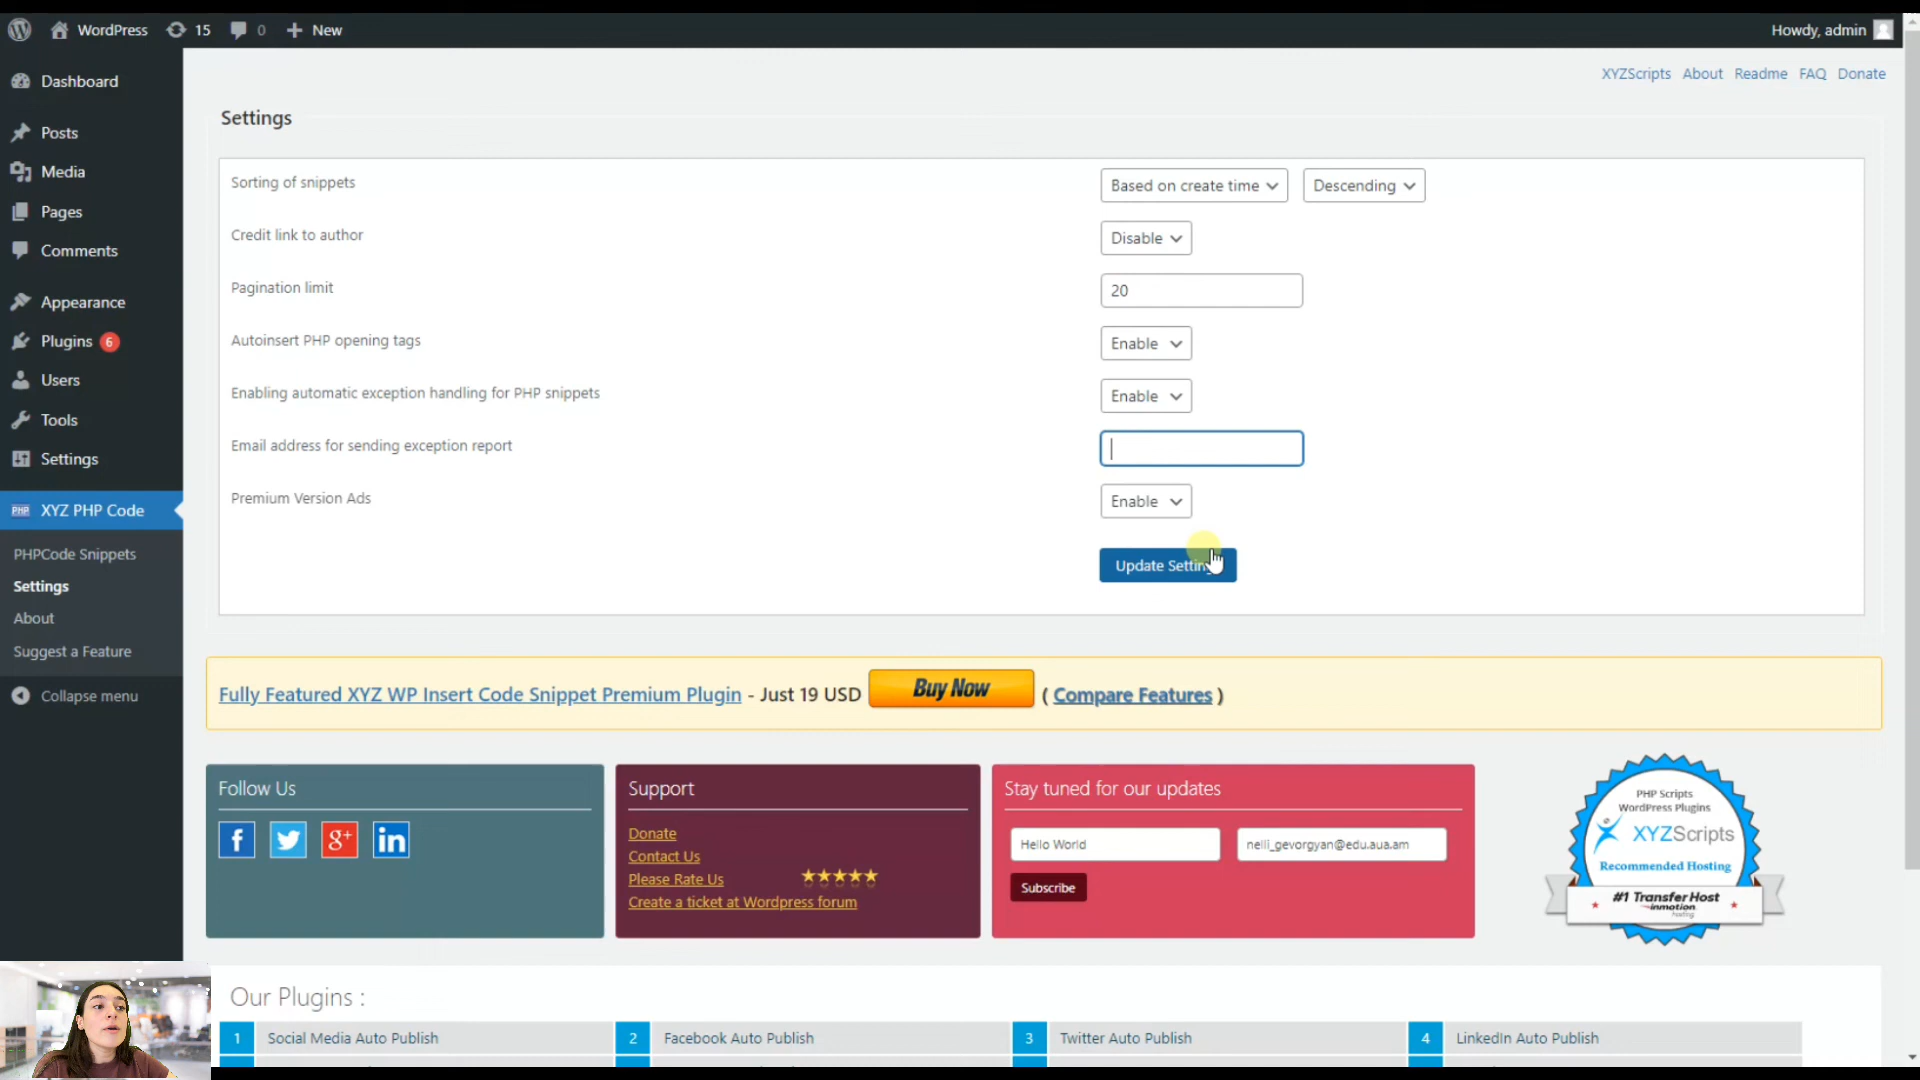 WordPress 15 0 New Howdy, admin
XYZScripts About Readme FAQ Donate
Dashboard
Posts
Media
Pages
Comments
Appearance
Plugins 6
Users
Tools
Settings
PHP XYZ PHP Code
PHPCode Snippets
Settings
About
Suggest a Feature
Collapse menu
Settings
Sorting of snippets Based on create time Descending
Credit link to author Disable
Pagination limit 20
Autoinsert PHP opening tags Enable
Enabling automatic exception handling for PHP snippets Enable
Email address for sending exception report
Premium Version Ads Enable
Update Setting
Fully Featured XYZ WP Insert Code Snippet Premium Plugin - Just 19 USD Buy Now ( Compare Features )
Follow Us
f g+ in
Support
Donate
Contact Us
Please Rate Us
Create a ticket at Wordpress forum
Stay tuned for our updates
Hello World nelli_gevorgyan@edu.aua.am
Subscribe
PHP Scripts
WordPress Plugins
XYZScripts
Recommended Hosting
#1 Transfer Host
inmotion
hosting
Our Plugins :
1 Social Media Auto Publish 2 Facebook Auto Publish 3 Twitter Auto Publish 4 LinkedIn Auto Publish